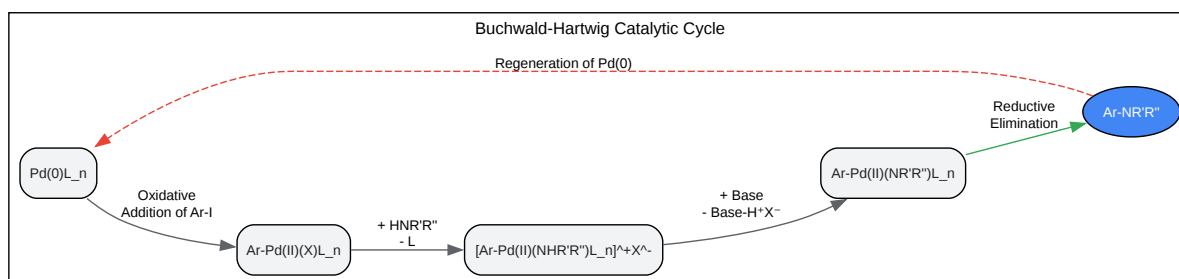 Buchwald-Hartwig Catalytic Cycle
Regeneration of Pd(0)
Pd(0)L_n
Oxidative
Addition of Ar-I
Ar-Pd(II)(X)L_n
+ HNR'R"
- L
[Ar-Pd(II)(NHR'R")L_n]^+X^-
+ Base
- Base-H⁺X⁻
Ar-Pd(II)(NR'R")L_n
Reductive
Elimination
Ar-NR'R"